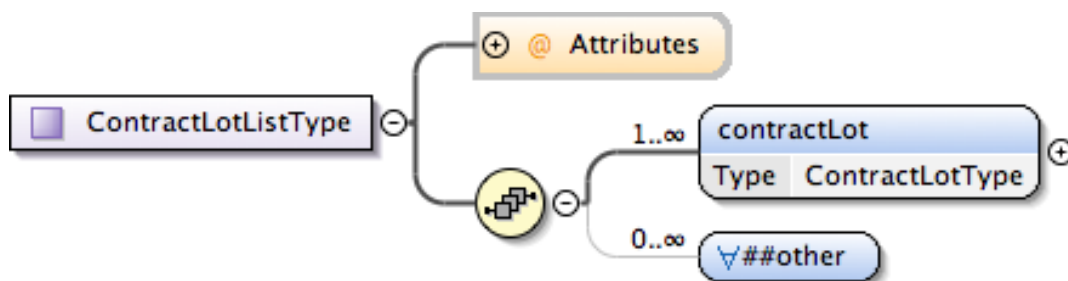 @ Attributes
ContractLotListType
1..∞
contractLot
Type ContractLotType
0..∞
∀##other